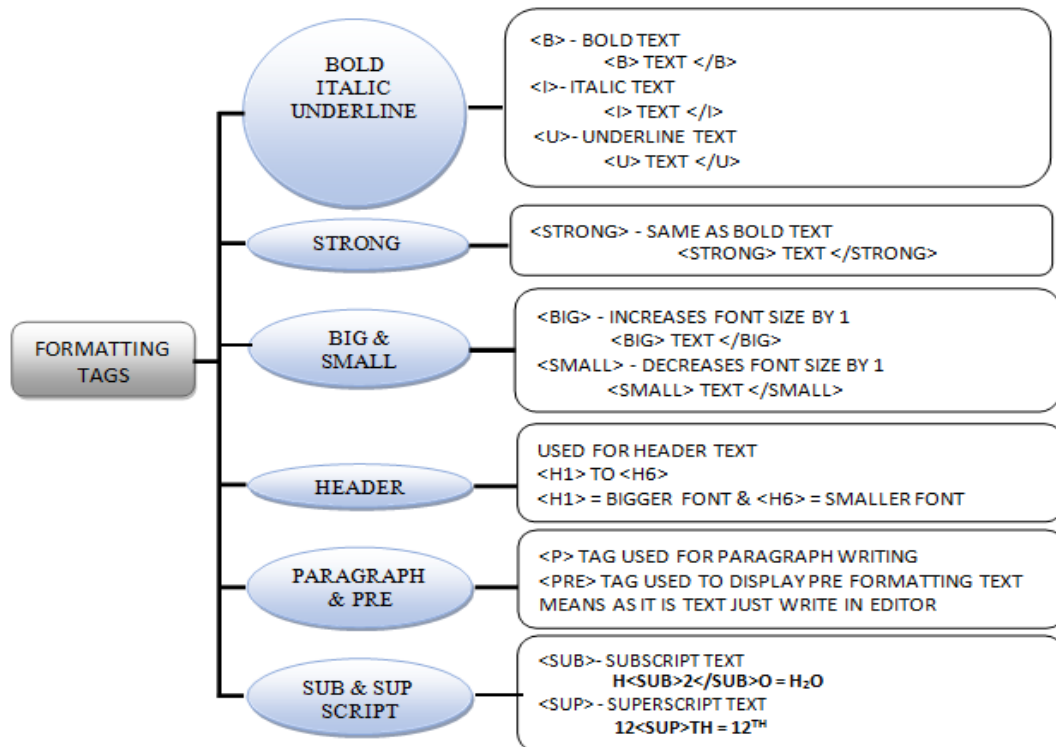 FORMATTING
TAGS
BOLD
ITALIC
UNDERLINE
<B> - BOLD TEXT
<B> TEXT </B>
<I>- ITALIC TEXT
<I> TEXT </I>
<U>- UNDERLINE TEXT
<U> TEXT </U>
STRONG
<STRONG> - SAME AS BOLD TEXT
<STRONG> TEXT </STRONG>
BIG &
SMALL
<BIG> - INCREASES FONT SIZE BY 1
<BIG> TEXT </BIG>
<SMALL> - DECREASES FONT SIZE BY 1
<SMALL> TEXT </SMALL>
HEADER
USED FOR HEADER TEXT
<H1> TO <H6>
<H1> = BIGGER FONT & <H6> = SMALLER FONT
PARAGRAPH
& PRE
<P> TAG USED FOR PARAGRAPH WRITING
<PRE> TAG USED TO DISPLAY PRE FORMATTING TEXT
MEANS AS IT IS TEXT JUST WRITE IN EDITOR
SUB & SUP
SCRIPT
<SUB>- SUBSCRIPT TEXT
H<SUB>2</SUB>O = H₂O
<SUP> - SUPERSCRIPT TEXT
12<SUP>TH = 12ᵀᴴ